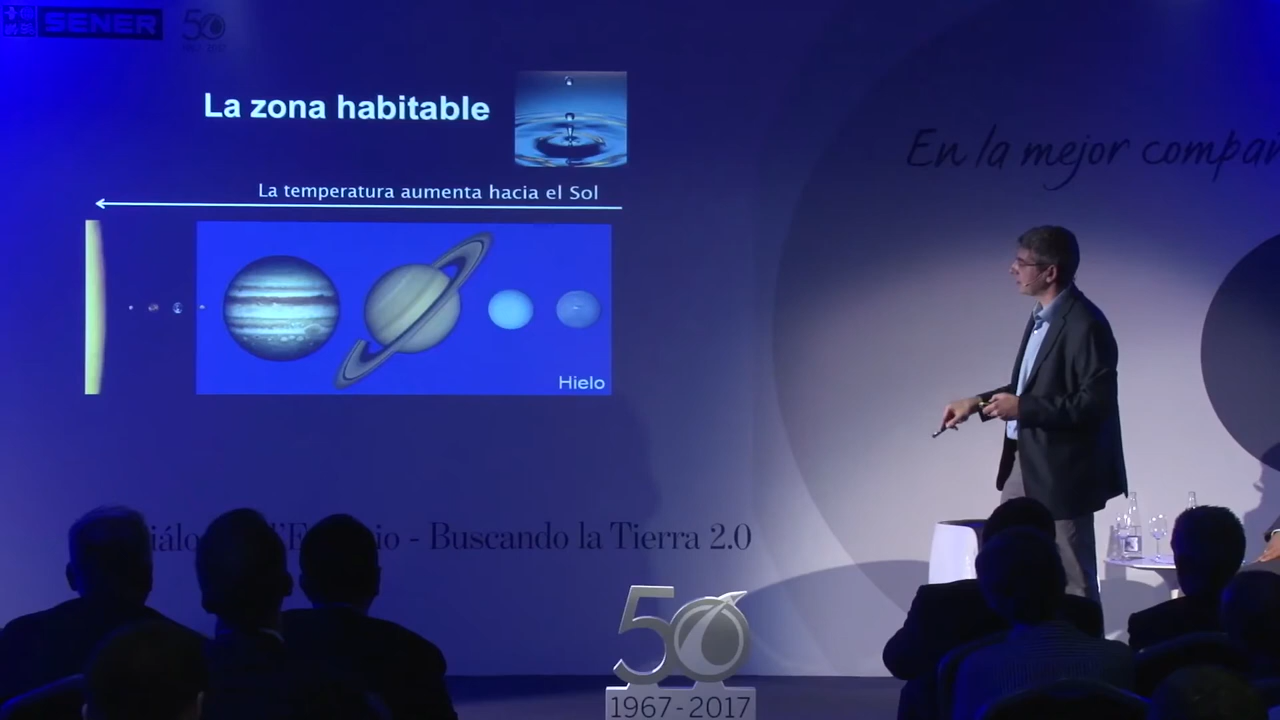 SENER
50
La zona habitable
En la mejor compañ
La temperatura aumenta hacia el Sol
Hielo
- Buscando la Tierra 2.0
50
1967-2017